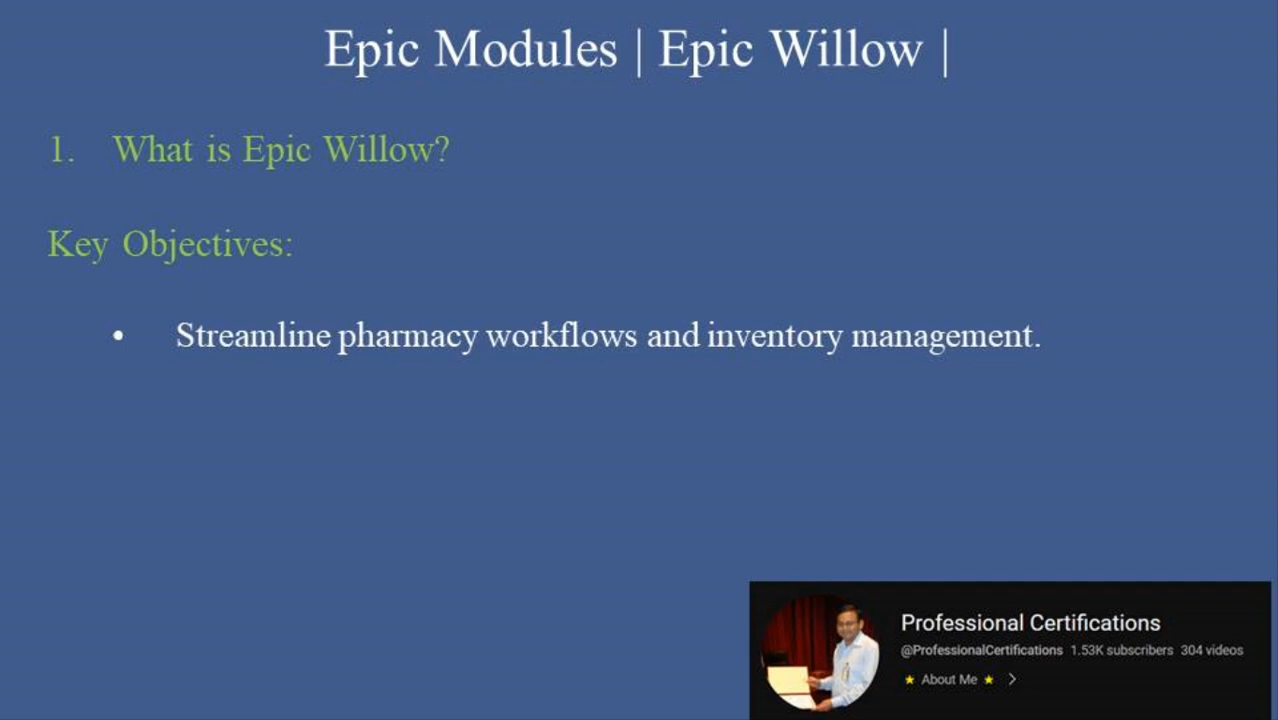 Epic Modules | Epic Willow |
1. What is Epic Willow?
Key Objectives:
• Streamline pharmacy workflows and inventory management.
Professional Certifications
@ProfessionalCertifications 1.53K subscribers 304 videos
★ About Me ★ >